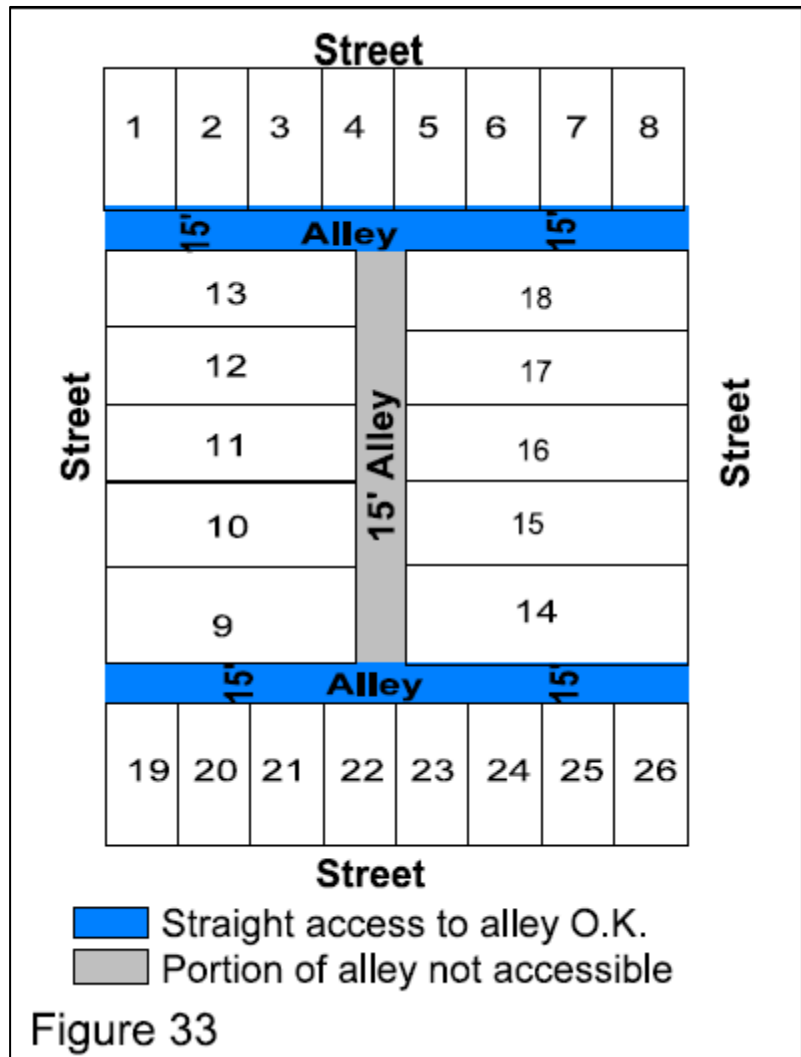 Street
1 2 3 4 5 6 7 8
15' Alley 15'
13 18
12 17
Street 11 15' Alley 16 Street
10 15
9 14
15' Alley 15'
19 20 21 22 23 24 25 26
Street
Straight access to alley O.K.
Portion of alley not accessible
Figure 33